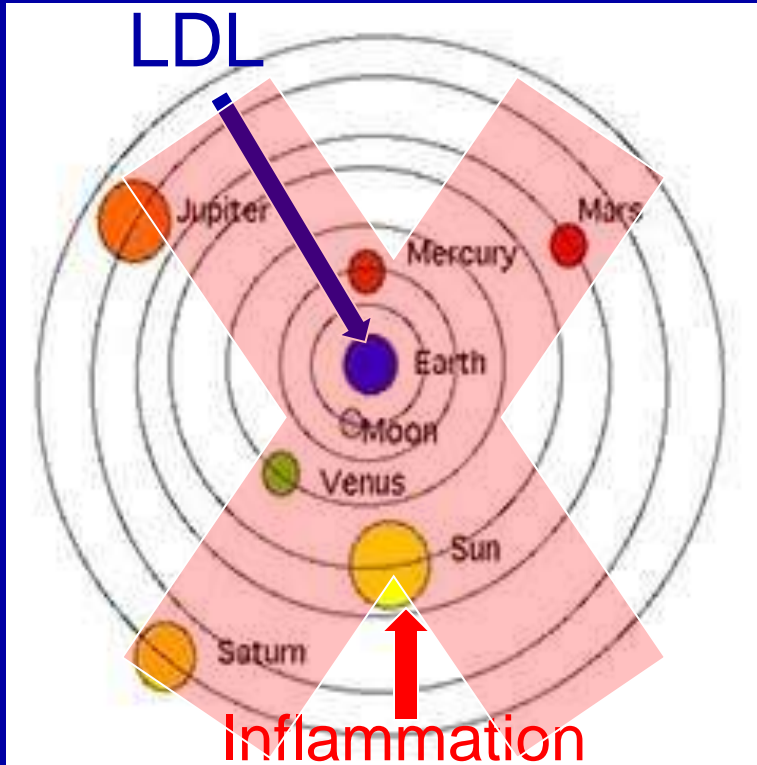 LDL
Jupiter
Mars
Mercury
Earth
Moon
Venus
Sun
Saturn
Inflammation